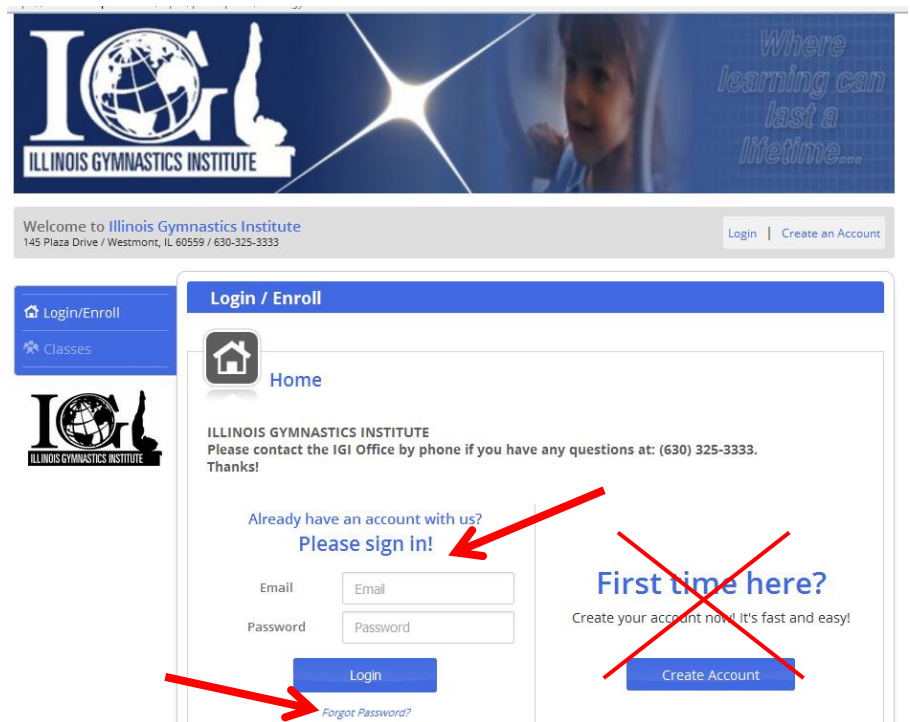 IGI
ILLINOIS GYMNASTICS INSTITUTE
Where
learning can
last a
lifetime...
Welcome to Illinois Gymnastics Institute
145 Plaza Drive / Westmont, IL 60559 / 630-325-3333
Login | Create an Account
Login/Enroll
Classes
IGI
ILLINOIS GYMNASTICS INSTITUTE
Login / Enroll
Home
ILLINOIS GYMNASTICS INSTITUTE
Please contact the IGI Office by phone if you have any questions at: (630) 325-3333.
Thanks!
Already have an account with us?
Please sign in!
Email
Email
Password
Password
Login
Forgot Password?
First time here?
Create your account now! It's fast and easy!
Create Account